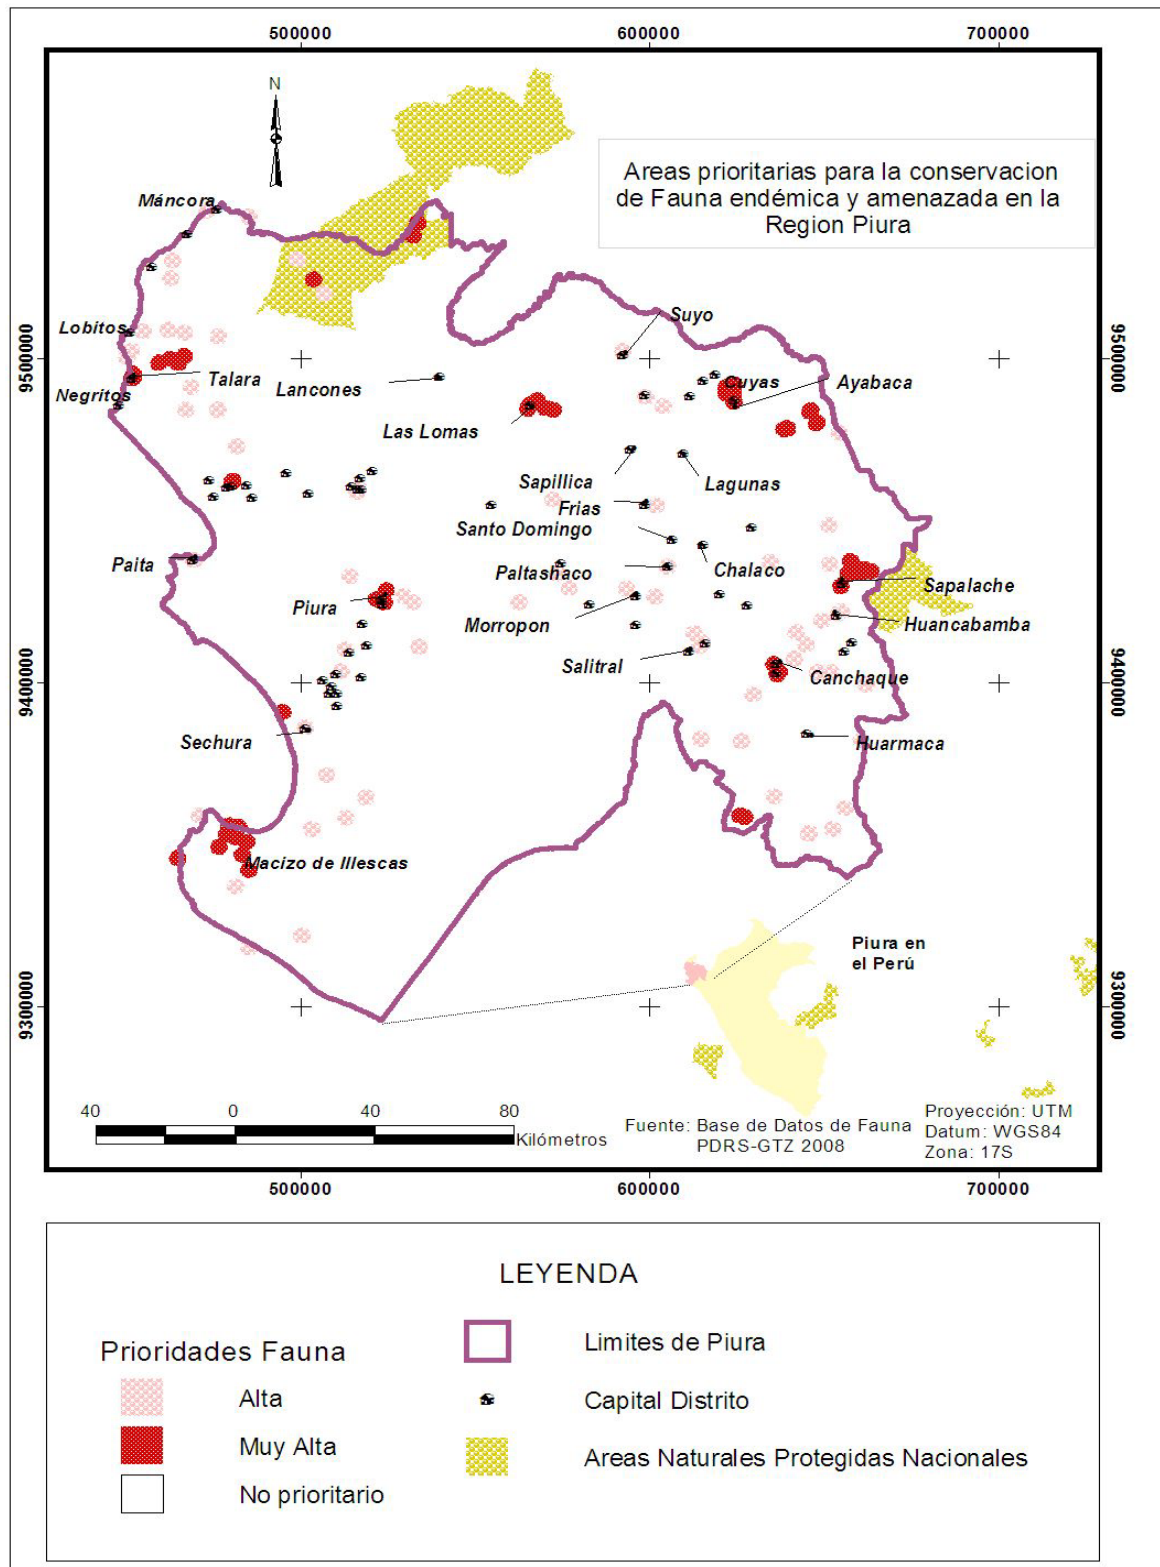 500000
600000
700000
N
Areas prioritarias para la conservacion
de Fauna endémica y amenazada en la
Region Piura
Máncora
Suyo
Lobitos
9500000
9500000
Talara
Lancones
Cuyas
Ayabaca
Negritos
Las Lomas
Sapillica
Lagunas
Frias
Santo Domingo
Paita
Paltashaco
Chalaco
Sapalache
Piura
Morropon
Huancabamba
Salitral
Canchaque
9400000
9400000
Sechura
Huarmaca
Macizo de Illescas
Piura en
el Perú
9300000
9300000
40
0
40
80
Kilómetros
Fuente: Base de Datos de Fauna
PDRS-GTZ 2008
Proyección: UTM
Datum: WGS84
Zona: 17S
500000
600000
700000
LEYENDA
Prioridades Fauna
Alta
Muy Alta
No prioritario
Limites de Piura
Capital Distrito
Areas Naturales Protegidas Nacionales